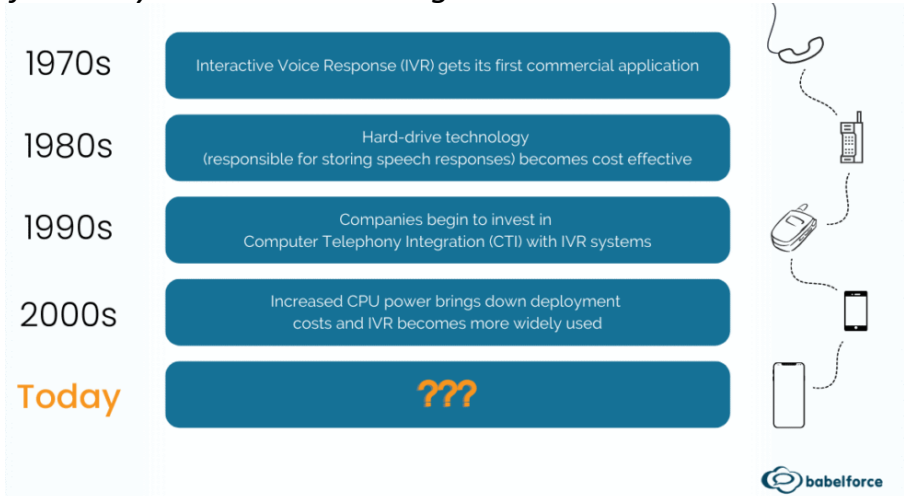 1970s
Interactive Voice Response (IVR) gets its first commercial application
1980s
Hard-drive technology
(responsible for storing speech responses) becomes cost effective
1990s
Companies begin to invest in
Computer Telephony Integration (CTI) with IVR systems
2000s
Increased CPU power brings down deployment
costs and IVR becomes more widely used
Today
???
babelforce